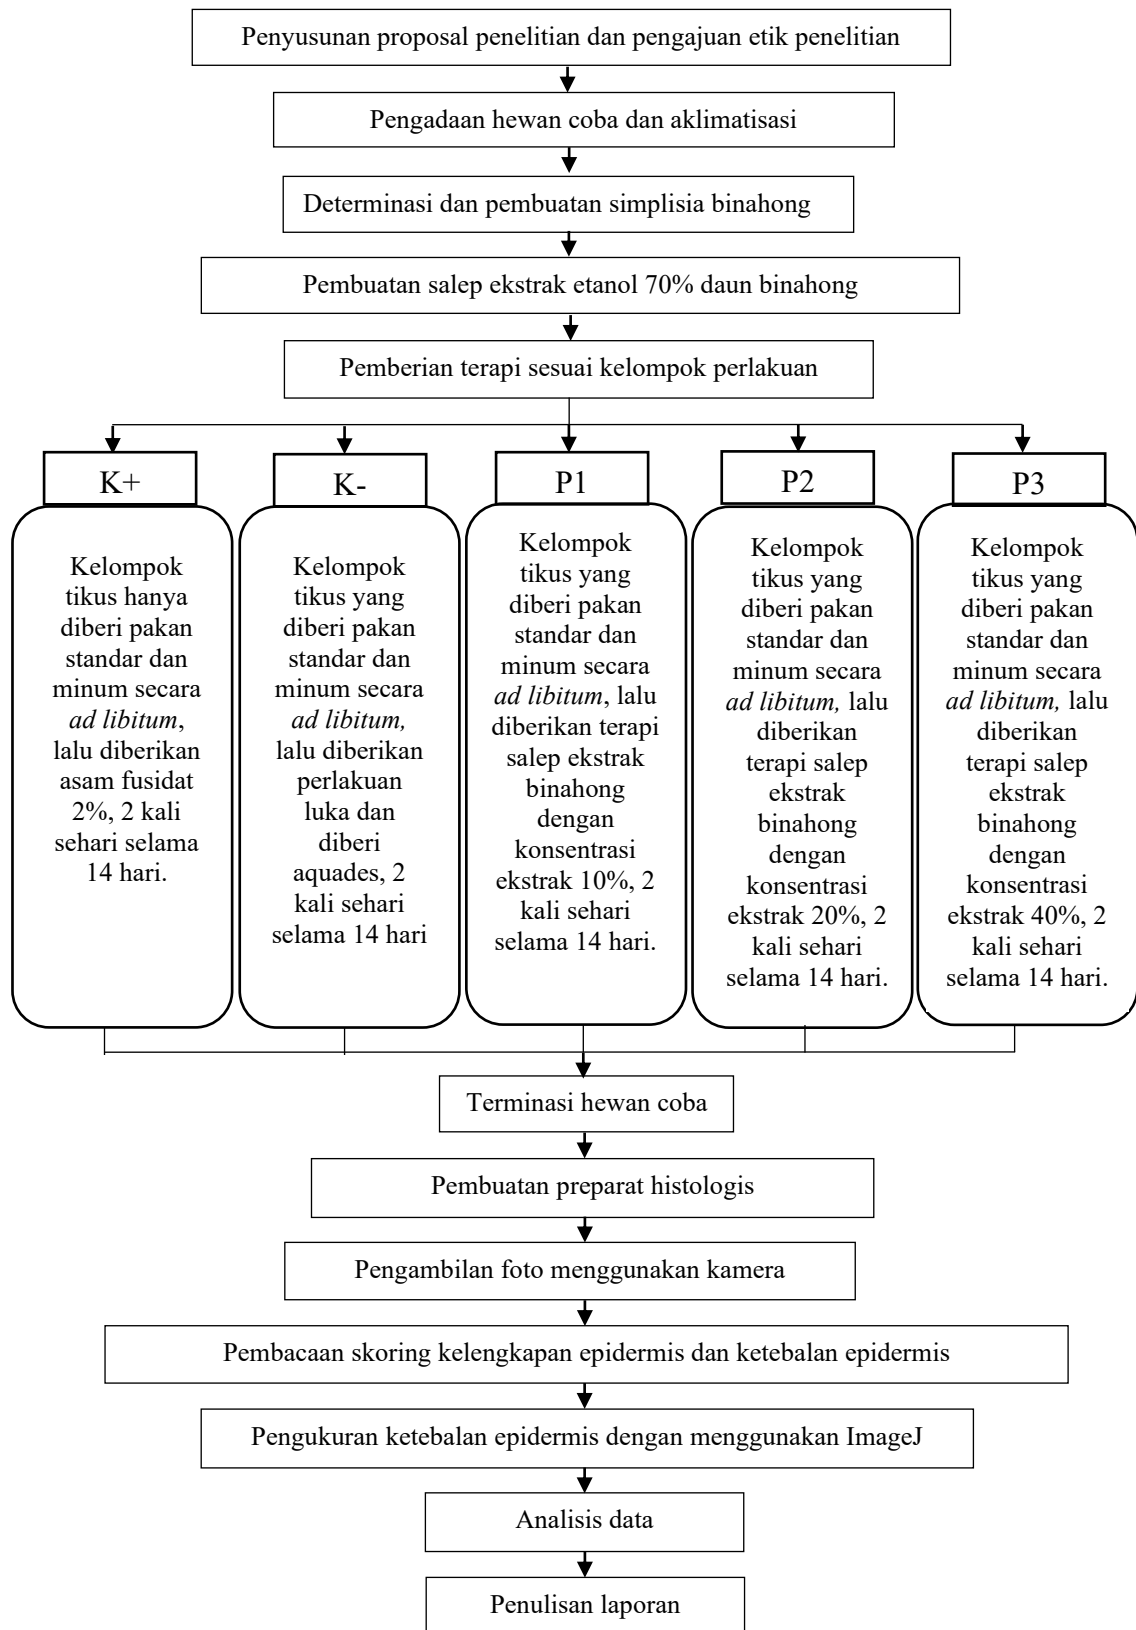 Penyusunan proposal penelitian dan pengajuan etik penelitian
Pengadaan hewan coba dan aklimatisasi
Determinasi dan pembuatan simplisia binahong
Pembuatan salep ekstrak etanol 70% daun binahong
Pemberian terapi sesuai kelompok perlakuan
K+
Kelompok
tikus hanya
diberi pakan
standar dan
minum secara
ad libitum,
lalu diberikan
asam fusidat
2%, 2 kali
sehari selama
14 hari.
K-
Kelompok
tikus yang
diberi pakan
standar dan
minum secara
ad libitum,
lalu diberikan
perlakuan
luka dan
diberi
aquades, 2
kali sehari
selama 14 hari
P1
Kelompok
tikus yang
diberi pakan
standar dan
minum secara
ad libitum, lalu
diberikan terapi
salep ekstrak
binahong
dengan
konsentrasi
ekstrak 10%, 2
kali sehari
selama 14 hari.
P2
Kelompok
tikus yang
diberi pakan
standar dan
minum secara
ad libitum, lalu
diberikan
terapi salep
ekstrak
binahong
dengan
konsentrasi
ekstrak 20%, 2
kali sehari
selama 14 hari.
P3
Kelompok
tikus yang
diberi pakan
standar dan
minum secara
ad libitum, lalu
diberikan
terapi salep
ekstrak
binahong
dengan
konsentrasi
ekstrak 40%, 2
kali sehari
selama 14 hari.
Terminasi hewan coba
Pembuatan preparat histologis
Pengambilan foto menggunakan kamera
Pembacaan skoring kelengkapan epidermis dan ketebalan epidermis
Pengukuran ketebalan epidermis dengan menggunakan ImageJ
Analisis data
Penulisan laporan